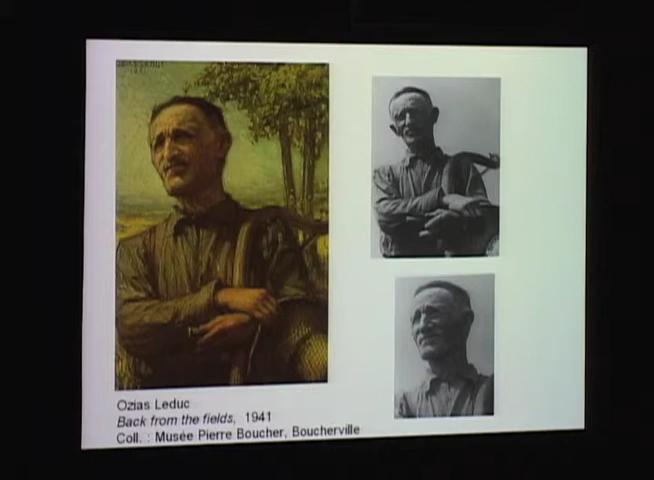 Ozias Leduc
Back from the fields, 1941
Coll. : Musée Pierre Boucher, Boucherville